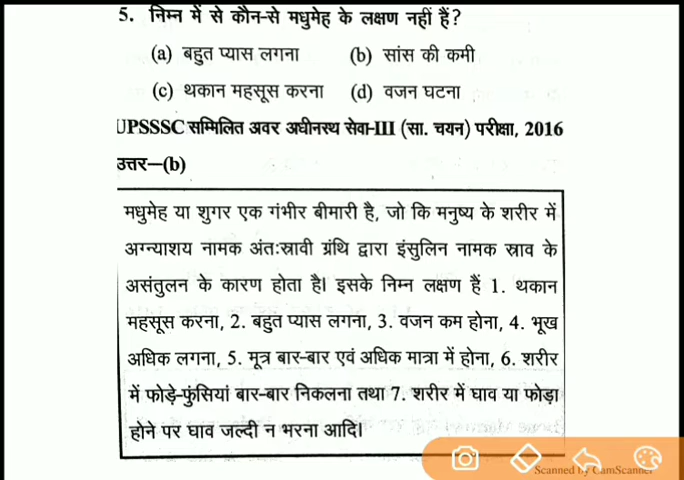 5. निम्न में से कौन-से मधुमेह के लक्षण नहीं हैं?
(a) बहुत प्यास लगना (b) सांस की कमी
(c) थकान महसूस करना (d) वजन घटना
UPSSSC सम्मिलित अवर अधीनस्थ सेवा-III (सा. चयन) परीक्षा, 2016
उत्तर—(b)
मधुमेह या शुगर एक गंभीर बीमारी है, जो कि मनुष्य के शरीर में
अग्न्याशय नामक अंतःस्रावी ग्रंथि द्वारा इंसुलिन नामक स्राव के
असंतुलन के कारण होता है। इसके निम्न लक्षण हैं 1. थकान
महसूस करना, 2. बहुत प्यास लगना, 3. वजन कम होना, 4. भूख
अधिक लगना, 5. मूत्र बार-बार एवं अधिक मात्रा में होना, 6. शरीर
में फोड़े-फुंसियां बार-बार निकलना तथा 7. शरीर में घाव या फोड़ा
होने पर घाव जल्दी न भरना आदि।
Scanned by CamScanner